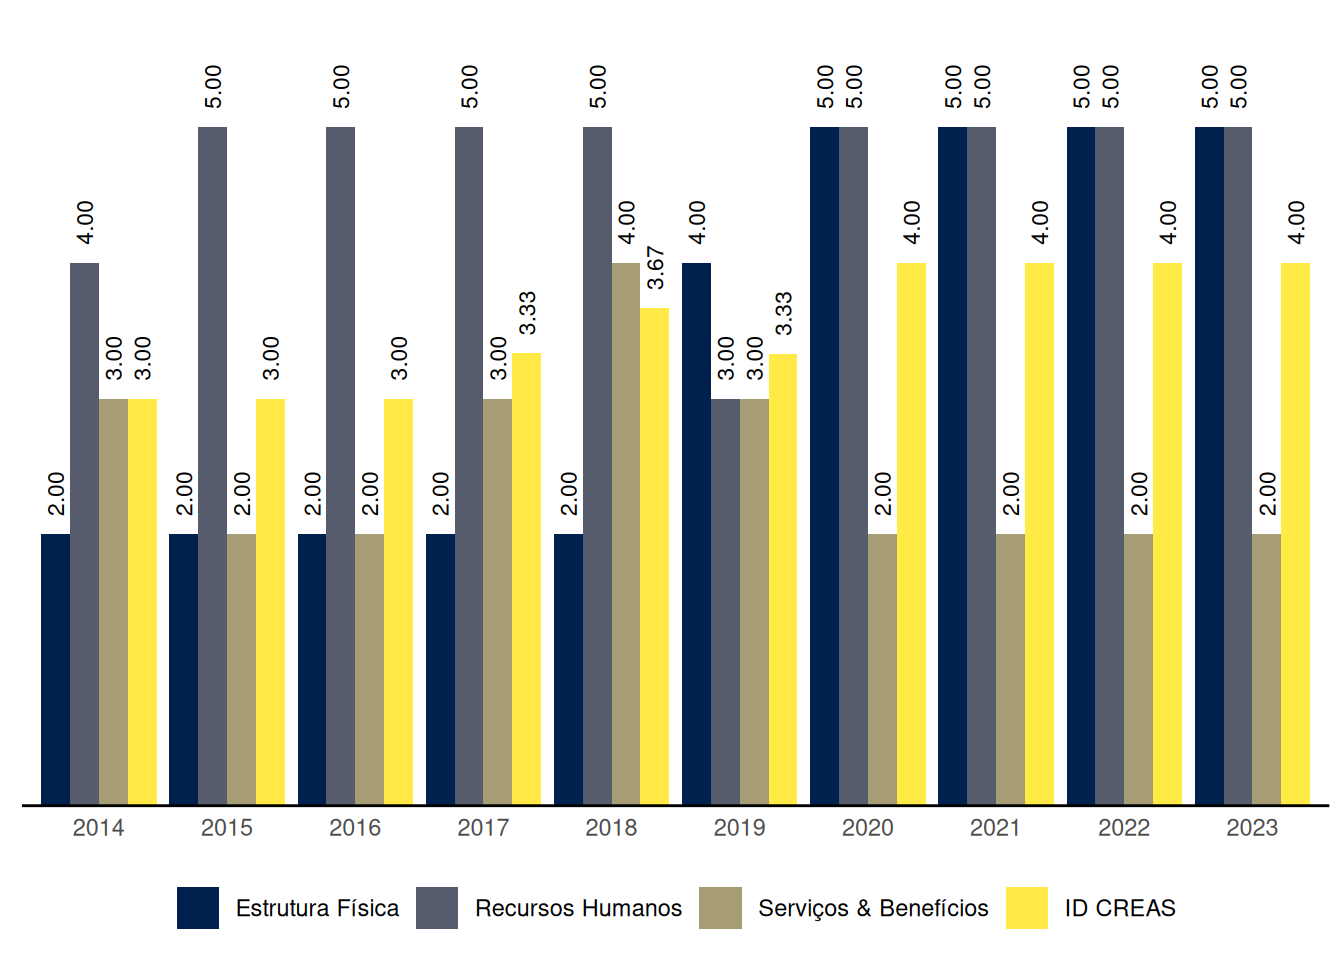 2.00 4.00 3.00 3.00 2.00 5.00 2.00 3.00 2.00 5.00 2.00 3.00 2.00 5.00 3.00 3.33 2.00 5.00 4.00 3.67 4.00 3.00 3.00 3.33 5.00 5.00 2.00 4.00 5.00 5.00 2.00 4.00 5.00 5.00 2.00 4.00 5.00 5.00 2.00 4.00
2014 2015 2016 2017 2018 2019 2020 2021 2022 2023
Estrutura Física Recursos Humanos Serviços & Benefícios ID CREAS